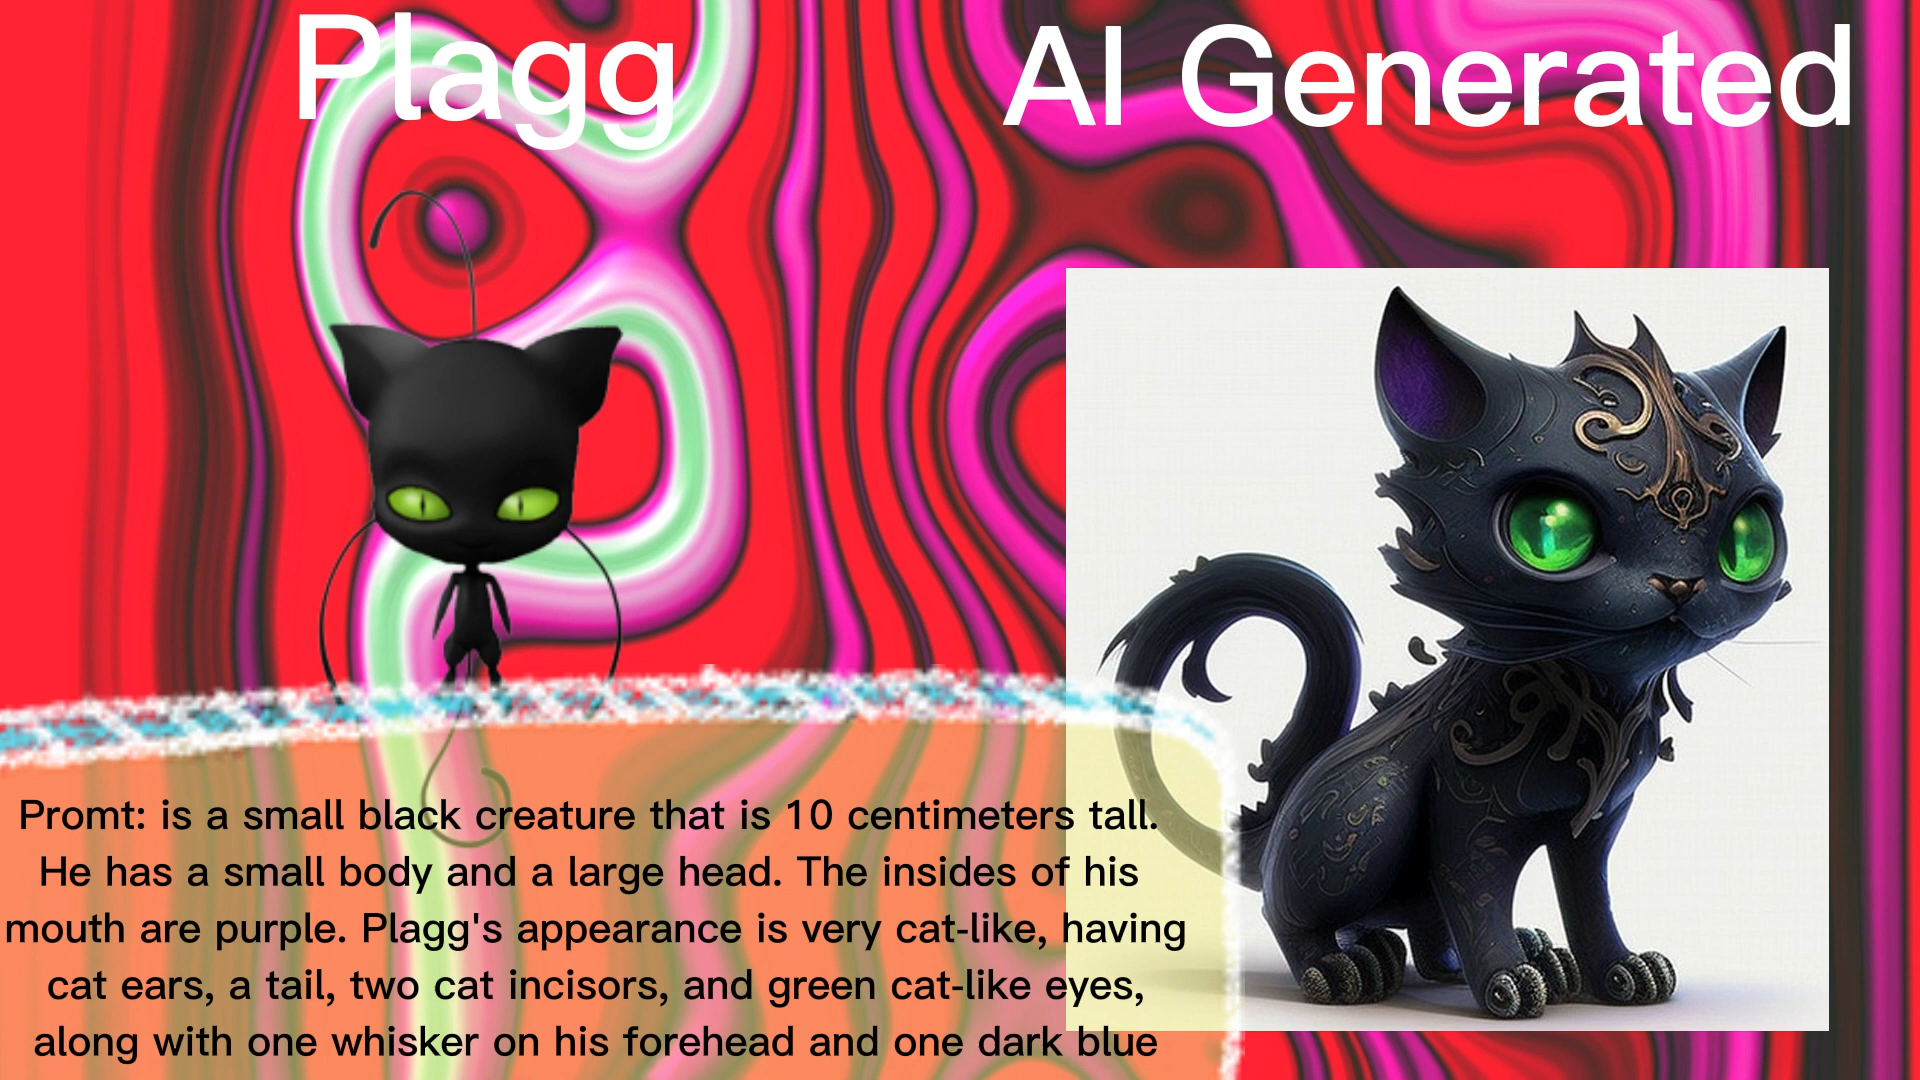 Plagg
AI Generated
Promt: is a small black creature that is 10 centimeters tall.
He has a small body and a large head. The insides of his
mouth are purple. Plagg's appearance is very cat-like, having
cat ears, a tail, two cat incisors, and green cat-like eyes,
along with one whisker on his forehead and one dark blue